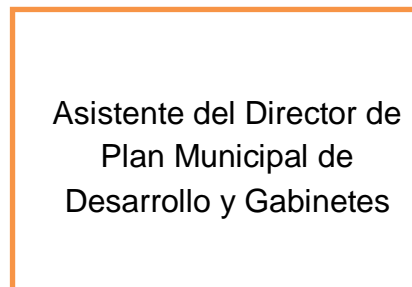 Asistente del Director de
Plan Municipal de
Desarrollo y Gabinetes